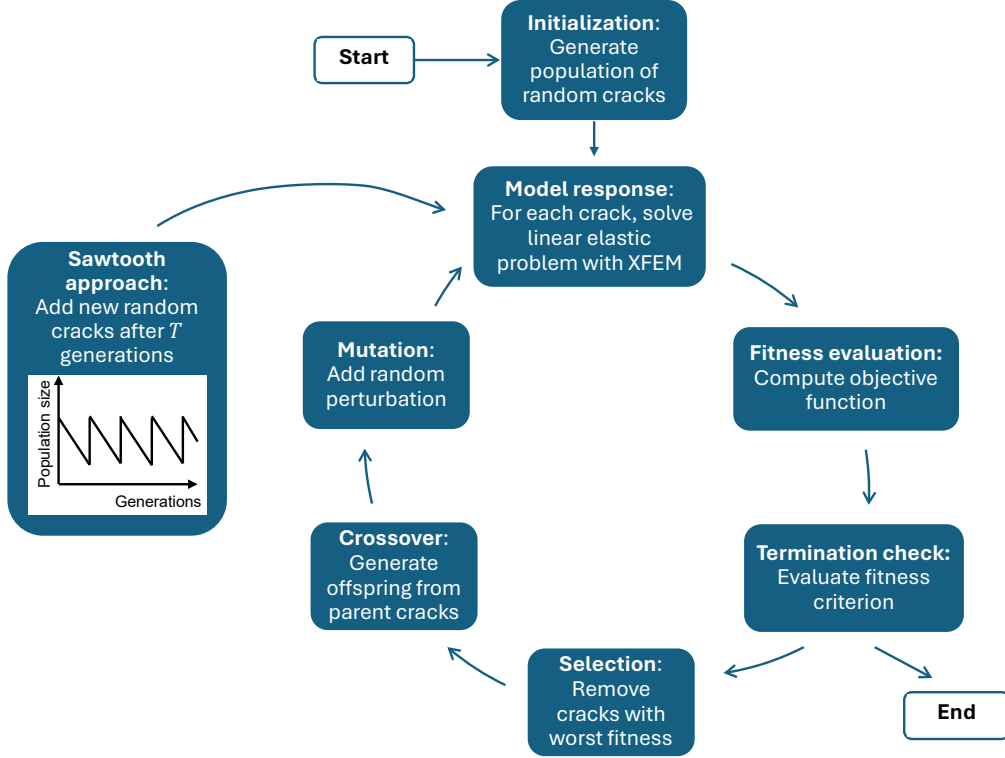 Start
Initialization:
Generate
population of
random cracks
Model response:
For each crack, solve
linear elastic
problem with XFEM
Sawtooth
approach:
Add new random
cracks after T
generations
Population size
Generations
Mutation:
Add random
perturbation
Fitness evaluation:
Compute objective
function
Crossover:
Generate
offspring from
parent cracks
Termination check:
Evaluate fitness
criterion
Selection:
Remove
cracks with
worst fitness
End